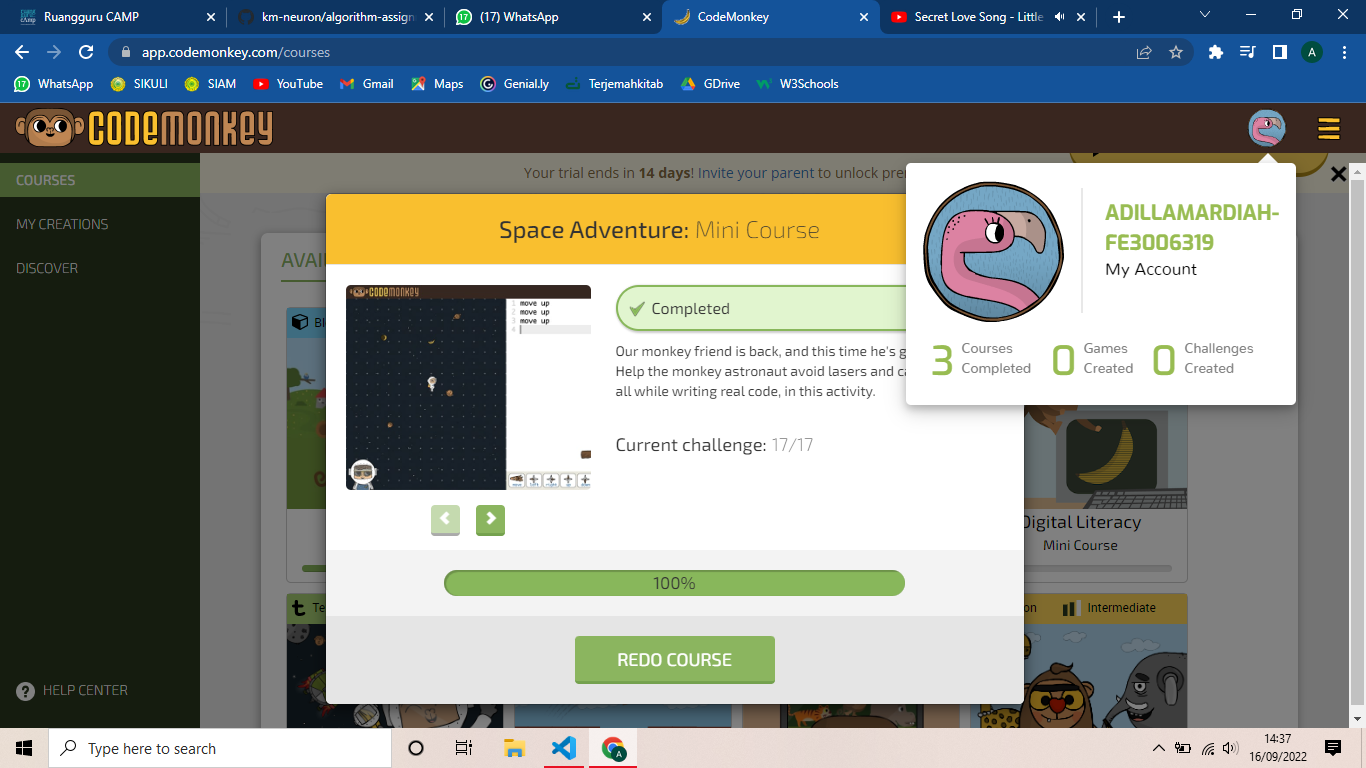 Ruangguru CAMP
km-neuron/algorithm-assign
(17) WhatsApp
CodeMonkey
Secret Love Song - Little
app.codemonkey.com/courses
A
17 WhatsApp
SIKULI
SIAM
YouTube
Gmail
Maps
Genial.ly
Terjemahkitab
GDrive
W3Schools
CODEMONKEY
COURSES
MY CREATIONS
DISCOVER
HELP CENTER
Your trial ends in 14 days! Invite your parent to unlock pre
ADILLAMARDIAH-
FE3006319
My Account
3 Courses
Completed
0 Games
Created
0 Challenges
Created
Space Adventure: Mini Course
CODEMONKEY
1 move up
2 move up
3 move up
4
Completed
Our monkey friend is back, and this time he's g
Help the monkey astronaut avoid lasers and ca
all while writing real code, in this activity.
Current challenge: 17/17
100%
REDO COURSE
AVAI
Bl
Digital Literacy
Mini Course
t Te
on
Intermediate
Type here to search
A
14:37
16/09/2022